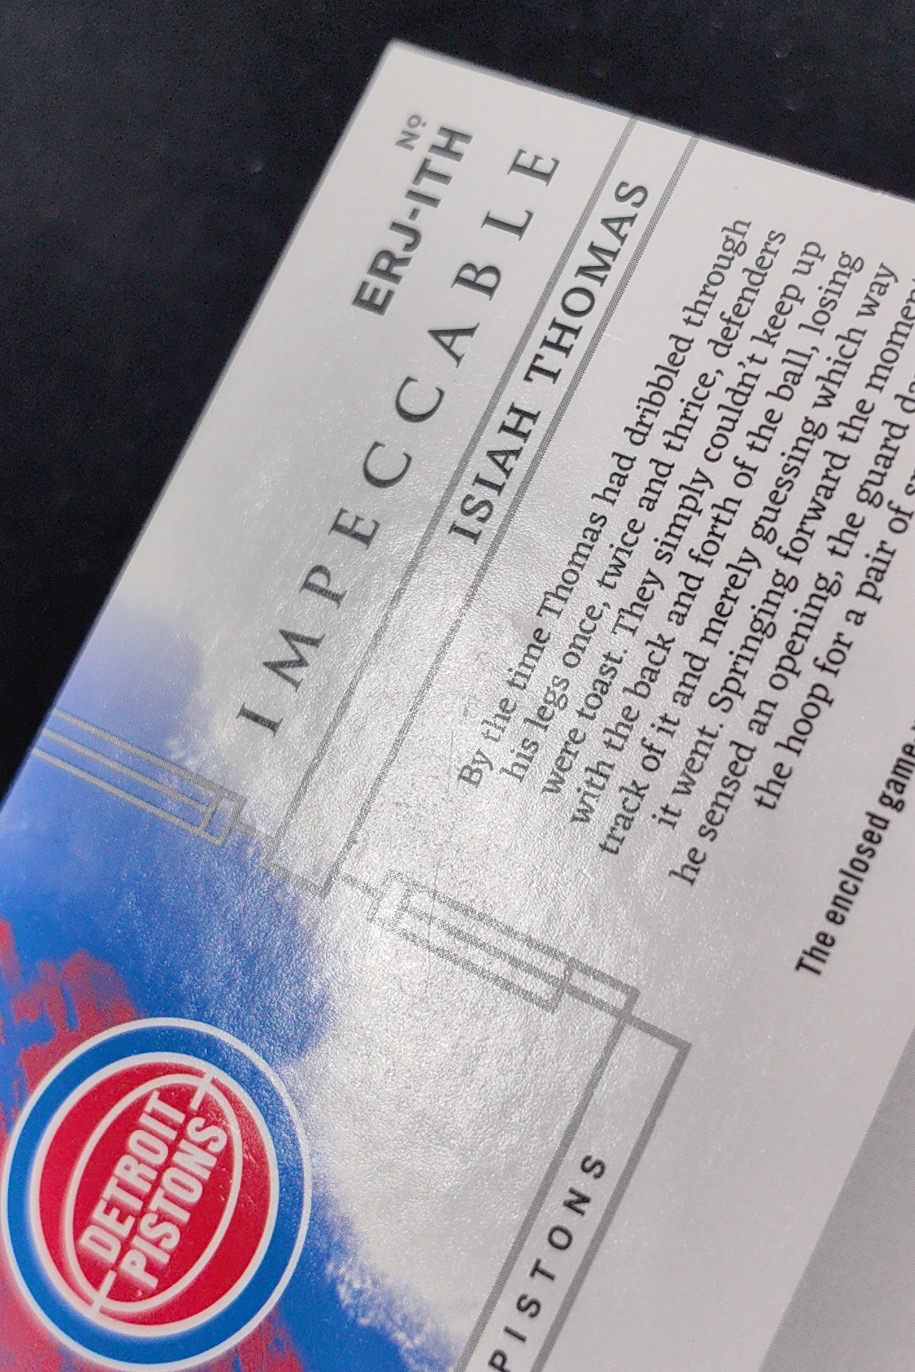 Nº
ERJ-ITH
IMPECCABLE
ISIAH THOMAS
By the time Thomas had dribbled through
his legs once, twice and thrice, defenders
were toast. They simply couldn't keep up
with the back and forth of the ball, losing
track of it and merely guessing which way
it went. Springing forward the moment
he sensed an opening, the guard
the hoop for a pair of
The enclosed game
PISTONS
DETROIT
PISTONS